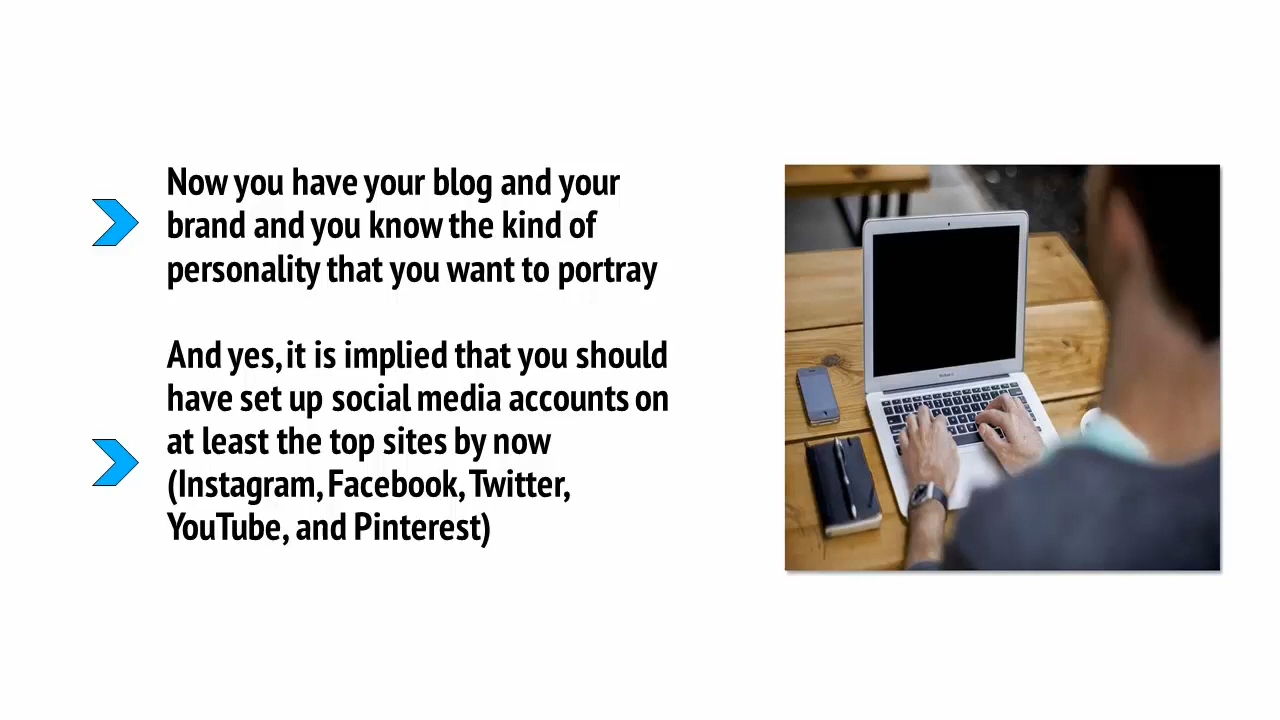 Now you have your blog and your
brand and you know the kind of
personality that you want to portray
And yes, it is implied that you should
have set up social media accounts on
at least the top sites by now
(Instagram, Facebook, Twitter,
YouTube, and Pinterest)